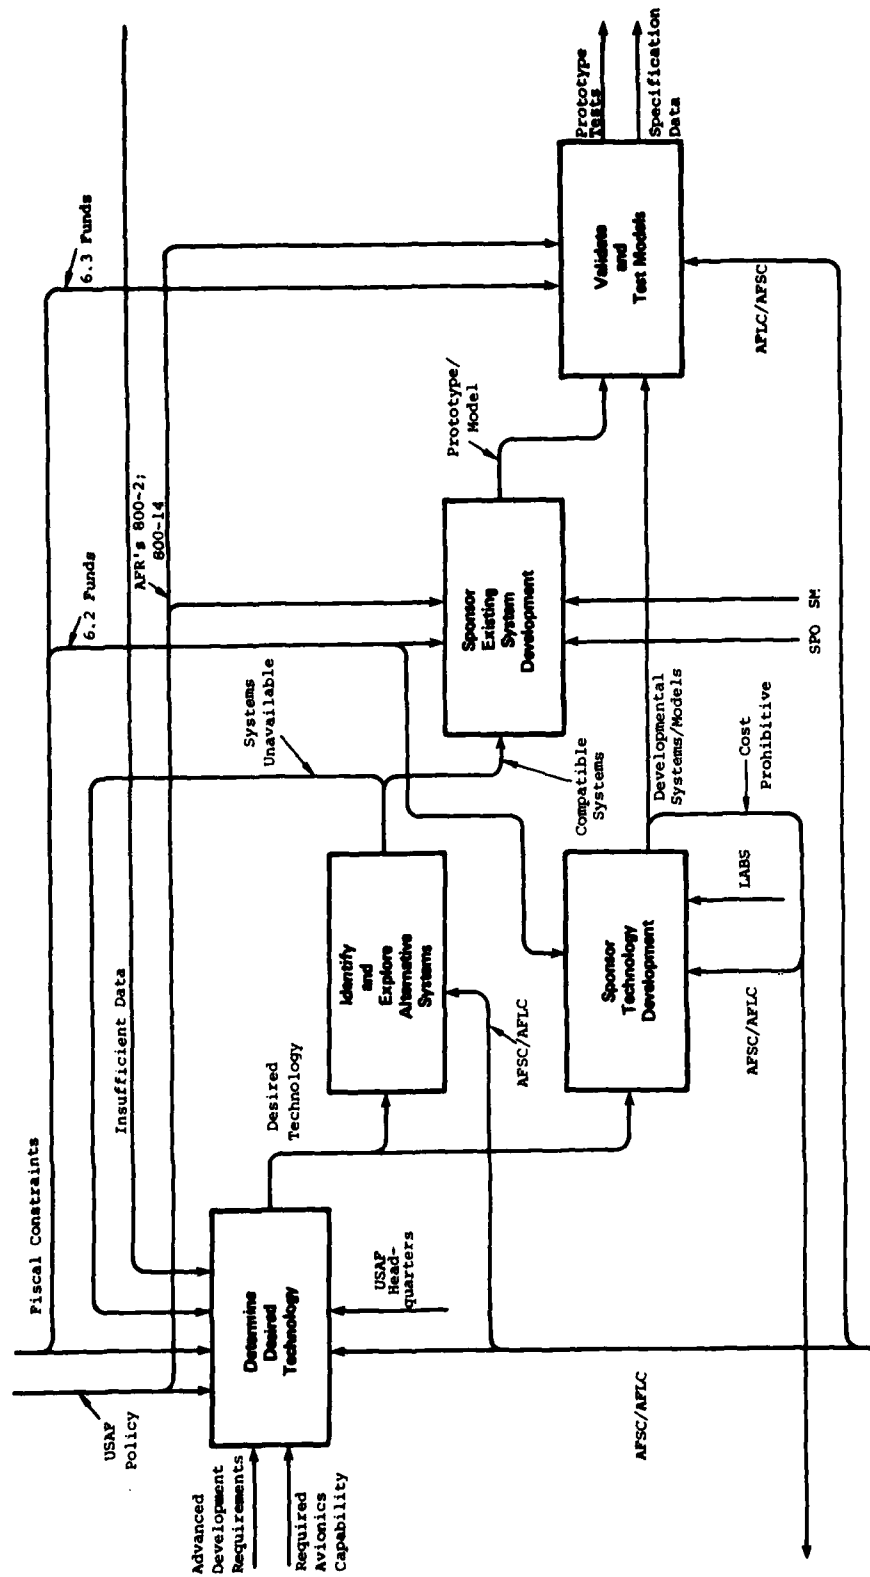 Fiscal Constraints
6.2 Funds
6.3 Funds
Insufficient Data
AFR's 800-2;
800-14
USAF
Policy
Systems
Unavailable
Advanced
Development
Requirements
Required
Avionics
Capability
Determine
Desired
Technology
USAF
Head-
quarters
Desired
Technology
Identify
and
Explore
Alternative
Systems
AFSC/AFLC
Compatible
Systems
Sponsor
Existing
System
Development
SPO
SM
Prototype/
Model
Sponsor
Technology
Development
AFSC/AFLC
LABS
Developmental
Systems/Models
Cost
Prohibitive
Validate
and
Test Models
AFLC/AFSC
Prototype
Tests
Specification
Data
AFSC/AFLC